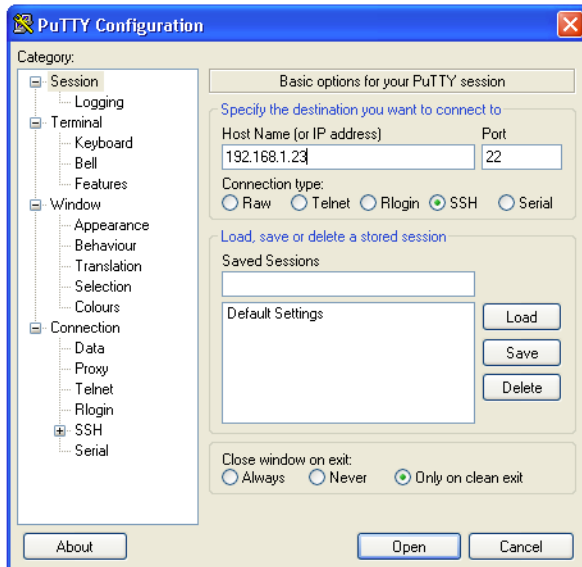 PuTTY Configuration
Category:
Session
Logging
Terminal
Keyboard
Bell
Features
Window
Appearance
Behaviour
Translation
Selection
Colours
Connection
Data
Proxy
Telnet
Rlogin
SSH
Serial
Basic options for your PuTTY session
Specify the destination you want to connect to
Host Name (or IP address) Port
192.168.1.23 22
Connection type:
Raw Telnet Rlogin SSH Serial
Load, save or delete a stored session
Saved Sessions
Default Settings
Load
Save
Delete
Close window on exit:
Always Never Only on clean exit
About Open Cancel